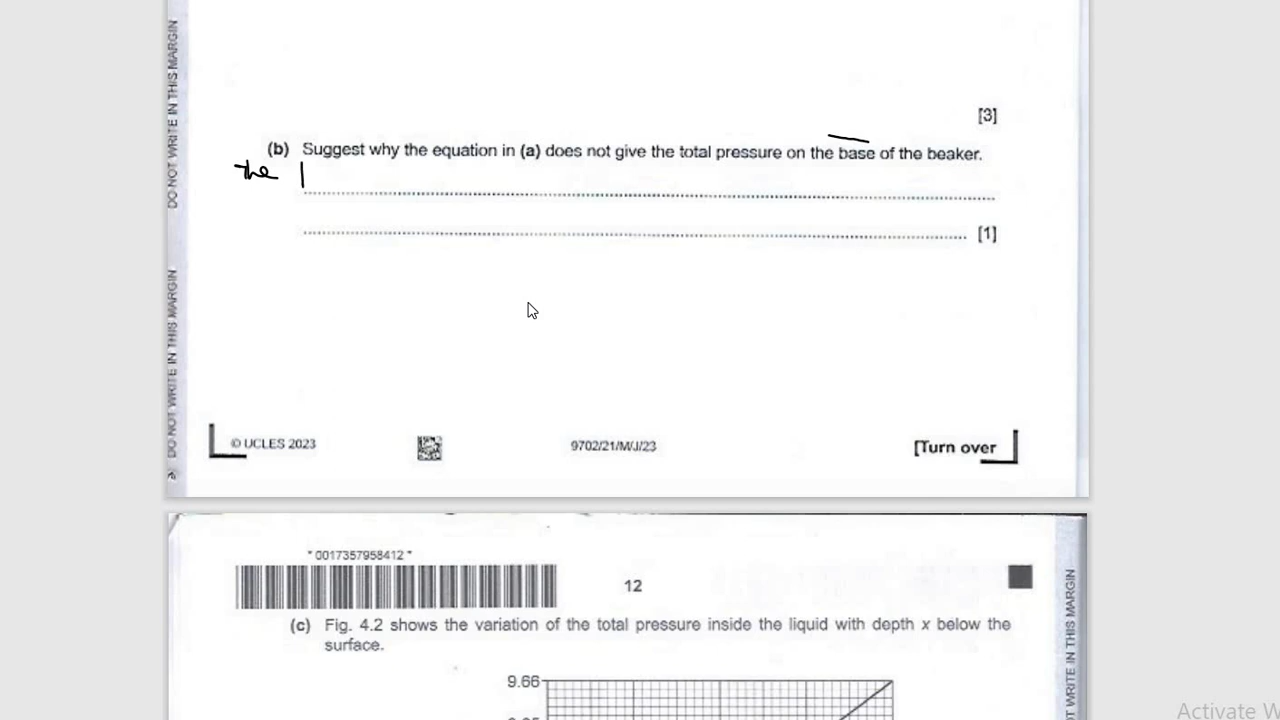 DO NOT WRITE IN THIS MARGIN
[3]
(b) Suggest why the equation in (a) does not give the total pressure on the base of the beaker.
the
[1]
DO NOT WRITE IN THIS MARGIN
© UCLES 2023
9702/21/M/J/23
[Turn over
* 0017357958412 *
12
(c) Fig. 4.2 shows the variation of the total pressure inside the liquid with depth x below the
surface.
9.66
T WRITE IN THIS MARGIN
Activate W